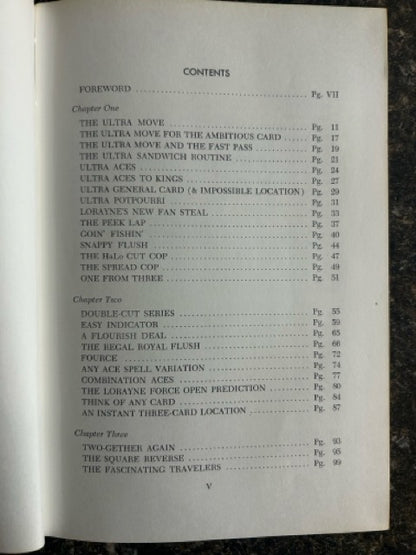 CONTENTS
FOREWORD ........ Pg. VII
Chapter One
THE ULTRA MOVE ........ Pg. 11
THE ULTRA MOVE FOR THE AMBITIOUS CARD ........ Pg. 17
THE ULTRA MOVE AND THE FAST PASS ........ Pg. 19
THE ULTRA SANDWICH ROUTINE ........ Pg. 21
ULTRA ACES ........ Pg. 24
ULTRA ACES TO KINGS ........ Pg. 27
ULTRA GENERAL CARD (& IMPOSSIBLE LOCATION) Pg. 29
ULTRA POTPOURRI ........ Pg. 31
LORAYNE'S NEW FAN STEAL ........ Pg. 33
THE PEEK LAP ........ Pg. 37
GOIN' FISHIN' ........ Pg. 40
SNAPPY FLUSH ........ Pg. 44
THE HaLo CUT COP ........ Pg. 47
THE SPREAD COP ........ Pg. 49
ONE FROM THREE ........ Pg. 51
Chapter Two
DOUBLE-CUT SERIES ........ Pg. 55
EASY INDICATOR ........ Pg. 59
A FLOURISH DEAL ........ Pg. 65
THE REGAL ROYAL FLUSH ........ Pg. 66
FOURCE ........ Pg. 72
ANY ACE SPELL VARIATION ........ Pg. 74
COMBINATION ACES ........ Pg. 77
THE LORAYNE FORCE OPEN PREDICTION ........ Pg. 80
THINK OF ANY CARD ........ Pg. 84
AN INSTANT THREE-CARD LOCATION ........ Pg. 87
Chapter Three
TWO-GETHER AGAIN ........ Pg. 93
THE SQUARE REVERSE ........ Pg. 95
THE FASCINATING TRAVELERS ........ Pg. 99
V